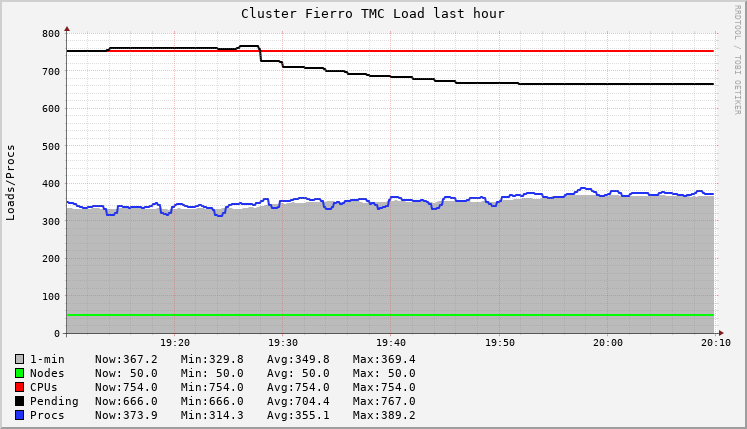 Cluster Fierro TMC Load last hour
RRDTOOL / TOBI OETIKER
Loads/Procs
800
700
600
500
400
300
200
100
0
19:20 19:30 19:40 19:50 20:00 20:10
1-min Now:367.2 Min:329.8 Avg:349.8 Max:369.4
Nodes Now: 50.0 Min: 50.0 Avg: 50.0 Max: 50.0
CPUs Now:754.0 Min:754.0 Avg:754.0 Max:754.0
Pending Now:666.0 Min:666.0 Avg:704.4 Max:767.0
Procs Now:373.9 Min:314.3 Avg:355.1 Max:389.2